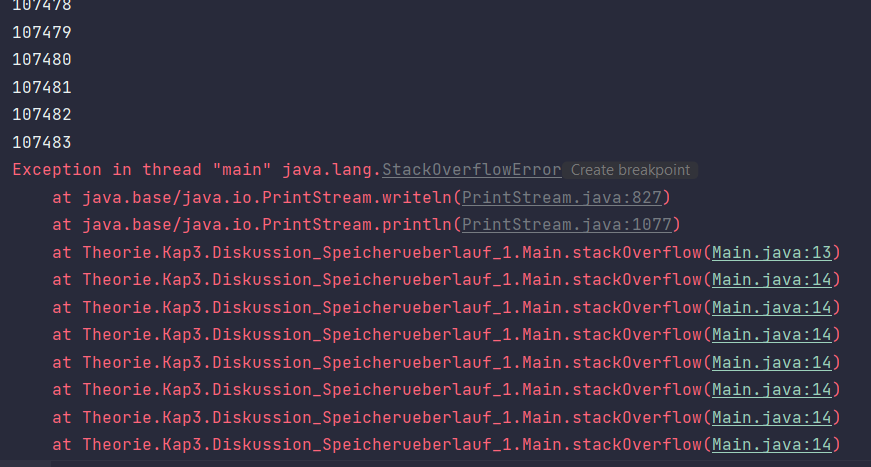 107478
107479
107480
107481
107482
107483
Exception in thread "main" java.lang.StackOverflowError Create breakpoint
at java.base/java.io.PrintStream.writeln(PrintStream.java:827)
at java.base/java.io.PrintStream.println(PrintStream.java:1077)
at Theorie.Kap3.Diskussion_Speicherueberlauf_1.Main.stackOverflow(Main.java:13)
at Theorie.Kap3.Diskussion_Speicherueberlauf_1.Main.stackOverflow(Main.java:14)
at Theorie.Kap3.Diskussion_Speicherueberlauf_1.Main.stackOverflow(Main.java:14)
at Theorie.Kap3.Diskussion_Speicherueberlauf_1.Main.stackOverflow(Main.java:14)
at Theorie.Kap3.Diskussion_Speicherueberlauf_1.Main.stackOverflow(Main.java:14)
at Theorie.Kap3.Diskussion_Speicherueberlauf_1.Main.stackOverflow(Main.java:14)
at Theorie.Kap3.Diskussion_Speicherueberlauf_1.Main.stackOverflow(Main.java:14)
at Theorie.Kap3.Diskussion_Speicherueberlauf_1.Main.stackOverflow(Main.java:14)